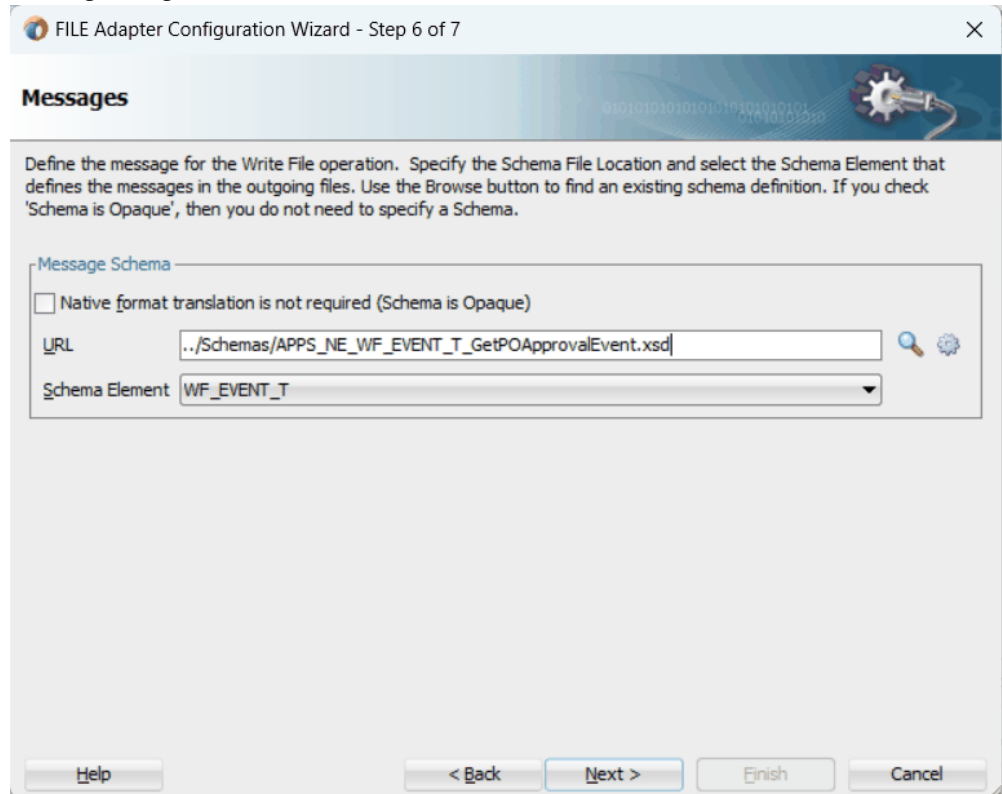 FILE Adapter Configuration Wizard - Step 6 of 7
Messages
Define the message for the Write File operation. Specify the Schema File Location and select the Schema Element that
defines the messages in the outgoing files. Use the Browse button to find an existing schema definition. If you check
'Schema is Opaque', then you do not need to specify a Schema.
Message Schema
Native format translation is not required (Schema is Opaque)
URL ../Schemas/APPS_NE_WF_EVENT_T_GetPOApprovalEvent.xsd
Schema Element WF_EVENT_T
Help < Back Next > Finish Cancel